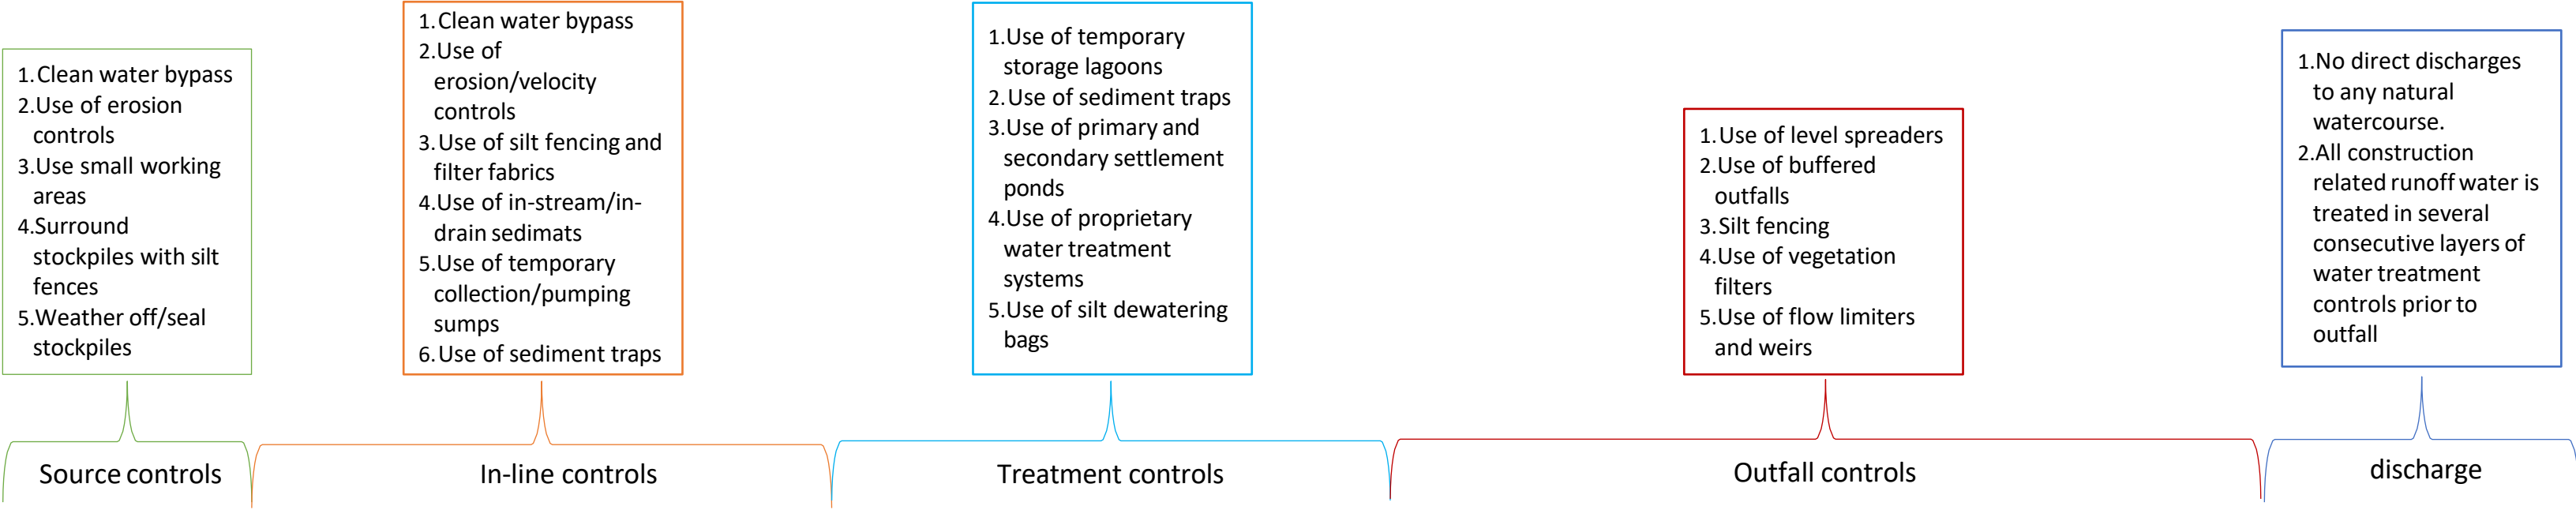 1.Clean water bypass
2.Use of erosion
controls
3.Use small working
areas
4.Surround
stockpiles with silt
fences
5.Weather off/seal
stockpiles
Source controls
1.Clean water bypass
2.Use of
erosion/velocity
controls
3.Use of silt fencing and
filter fabrics
4.Use of in-stream/in-
drain sedimats
5.Use of temporary
collection/pumping
sumps
6.Use of sediment traps
In-line controls
1.Use of temporary
storage lagoons
2.Use of sediment traps
3.Use of primary and
secondary settlement
ponds
4.Use of proprietary
water treatment
systems
5.Use of silt dewatering
bags
Treatment controls
1.Use of level spreaders
2.Use of buffered
outfalls
3.Silt fencing
4.Use of vegetation
filters
5.Use of flow limiters
and weirs
Outfall controls
1.No direct discharges
to any natural
watercourse.
2.All construction
related runoff water is
treated in several
consecutive layers of
water treatment
controls prior to
outfall
discharge